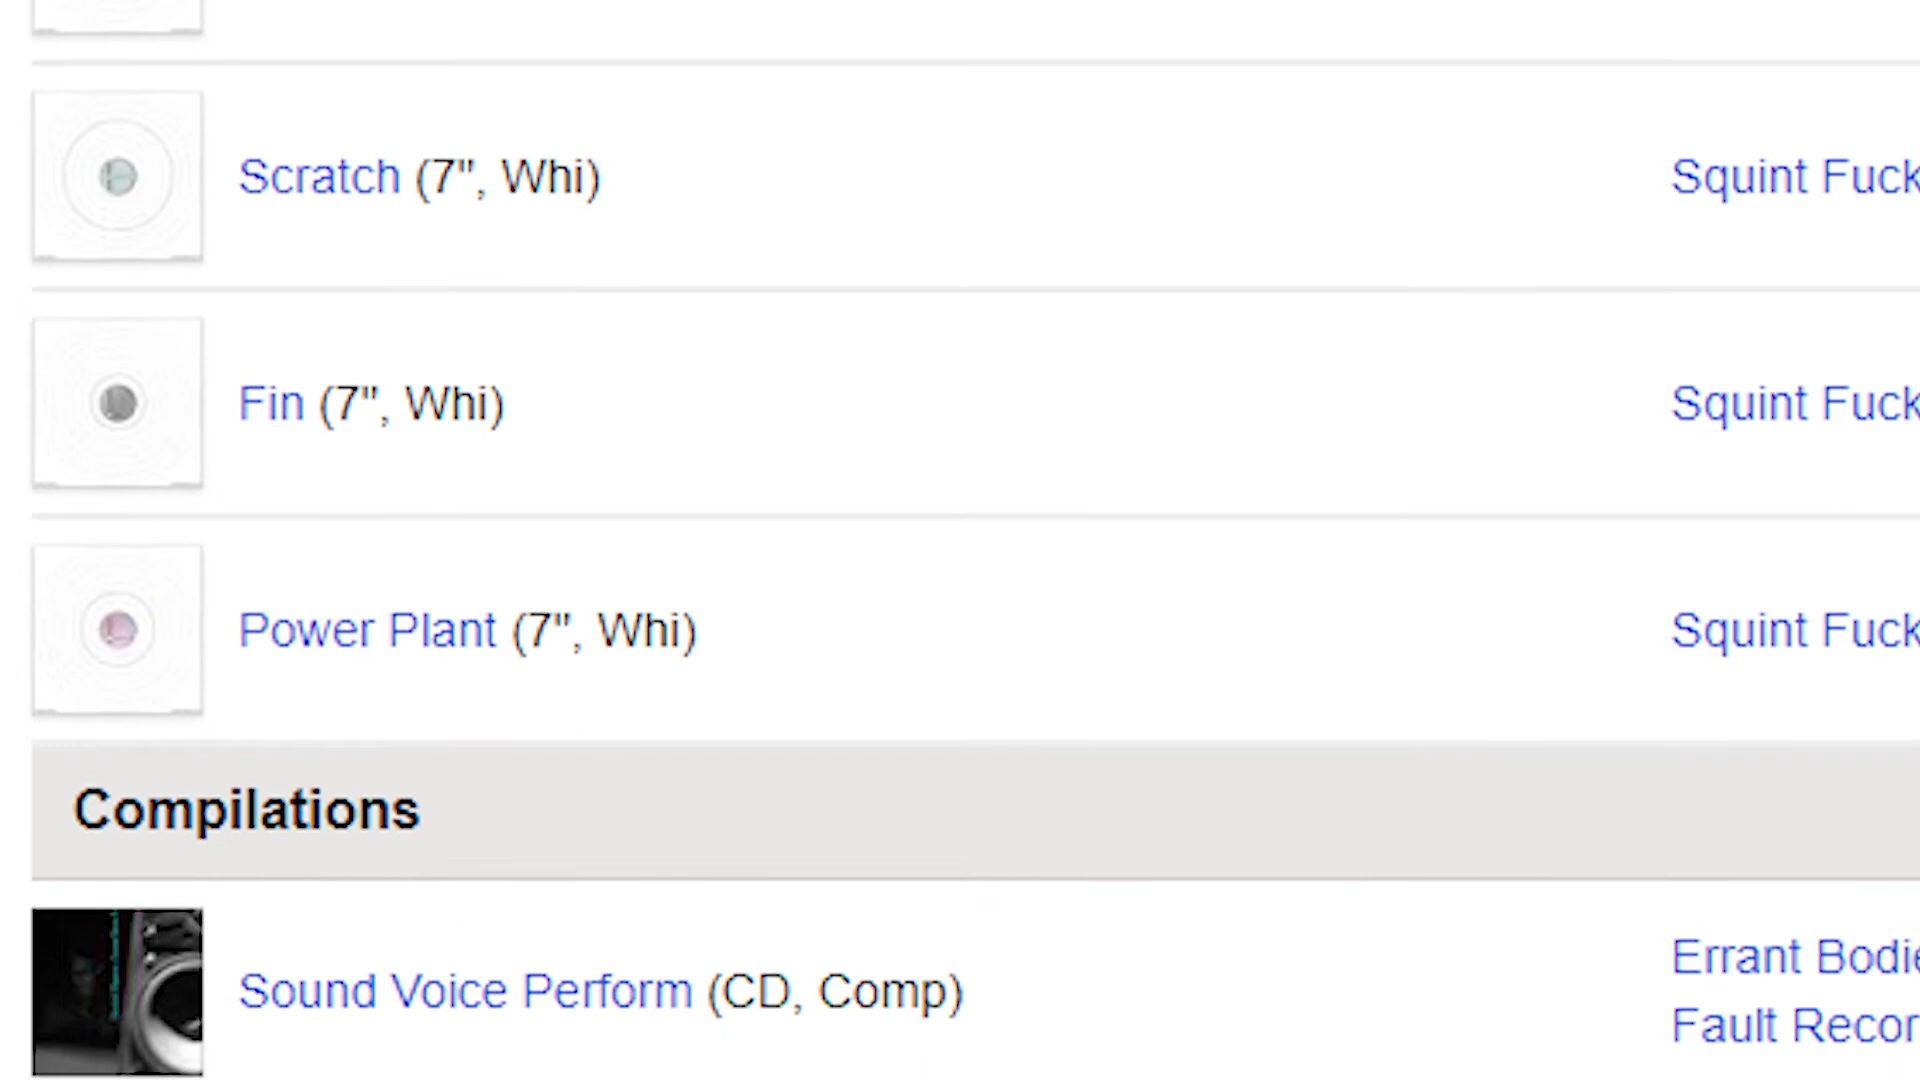 Scratch (7", Whi)
Squint Fuck
Fin (7", Whi)
Squint Fuck
Power Plant (7", Whi)
Squint Fuck
Compilations
Sound Voice Perform (CD, Comp)
Errant Bodie
Fault Recor